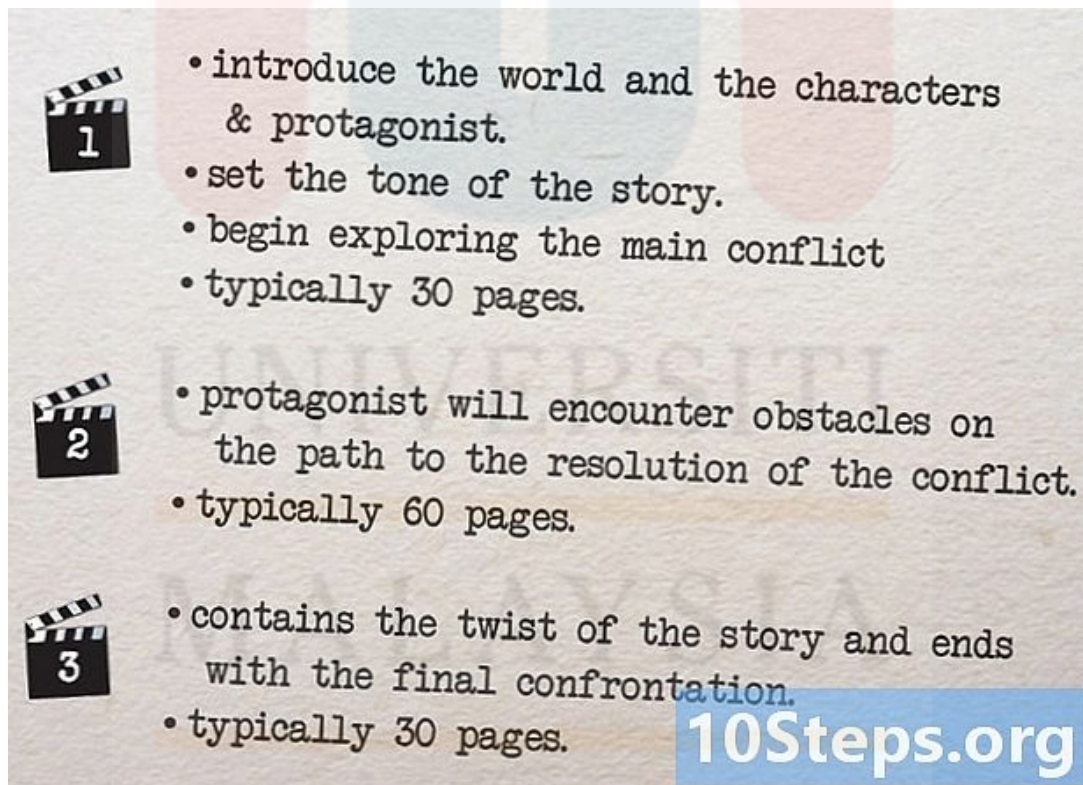 1
• introduce the world and the characters
& protagonist.
• set the tone of the story.
• begin exploring the main conflict
• typically 30 pages.
UNIVERSITI
2
• protagonist will encounter obstacles on
the path to the resolution of the conflict.
• typically 60 pages.
MALAYSIA
3
• contains the twist of the story and ends
with the final confrontation.
• typically 30 pages.
10Steps.org